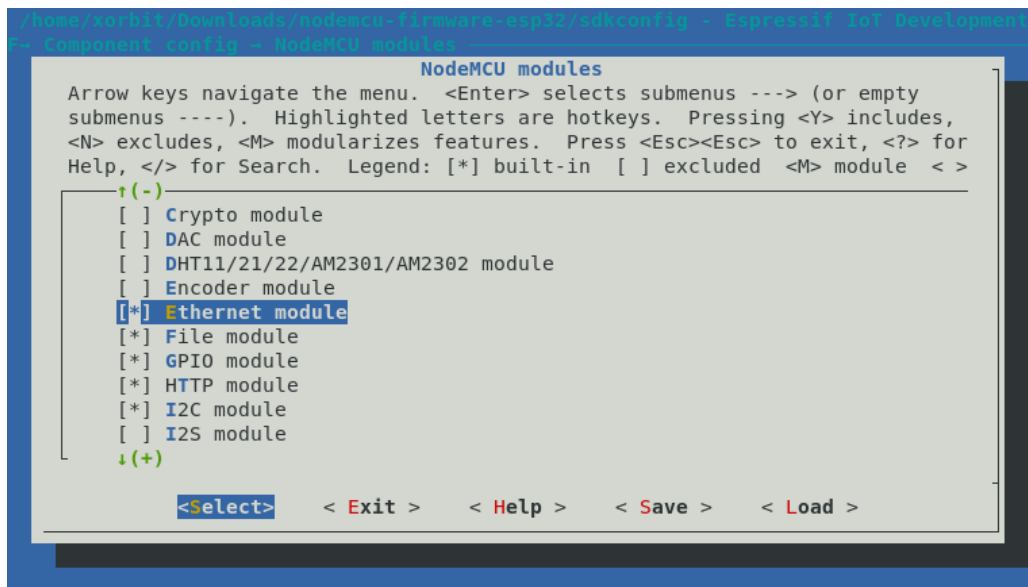 /home/xorbit/Downloads/nodemcu-firmware-esp32/sdkconfig - Espressif IoT Development
F→ Component config → NodeMCU modules
NodeMCU modules
Arrow keys navigate the menu.  <Enter> selects submenus ---> (or empty
submenus ----).  Highlighted letters are hotkeys.  Pressing <Y> includes,
<N> excludes, <M> modularizes features.  Press <Esc><Esc> to exit, <?> for
Help, </> for Search.  Legend: [*] built-in  [ ] excluded  <M> module  < >
↑(-)
[ ] Crypto module
[ ] DAC module
[ ] DHT11/21/22/AM2301/AM2302 module
[ ] Encoder module
[*] Ethernet module
[*] File module
[*] GPIO module
[*] HTTP module
[*] I2C module
[ ] I2S module
↓(+)
<Select>    < Exit >    < Help >    < Save >    < Load >